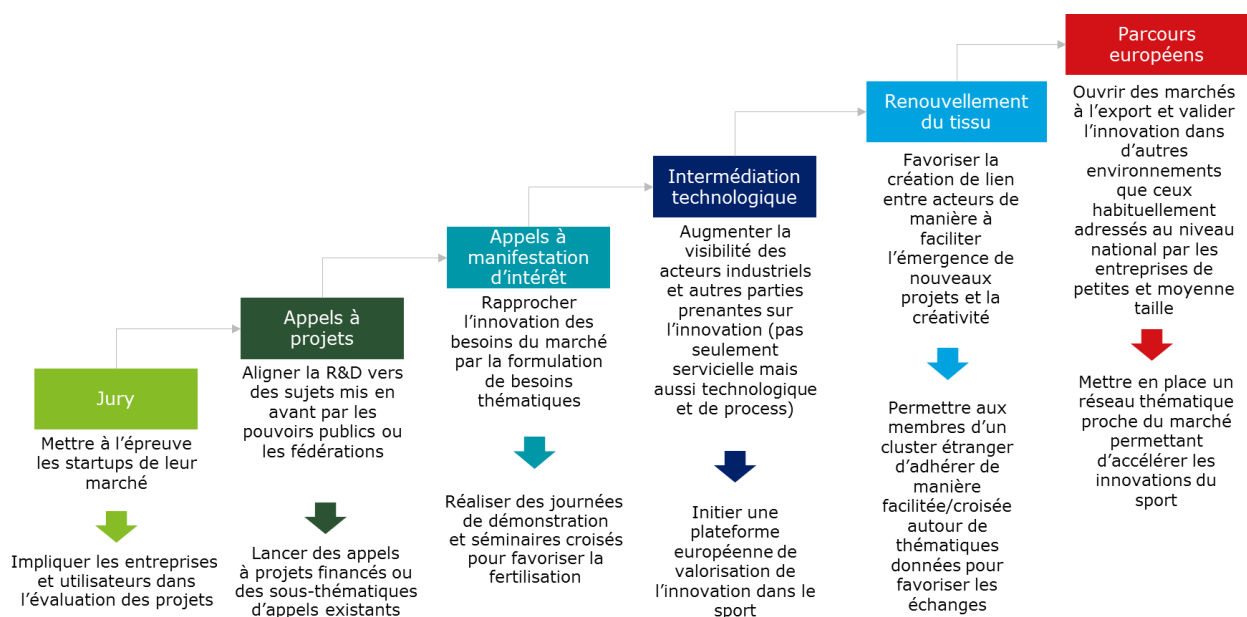 Jury
Mettre à l’épreuve
les startups de leur
marché
Impliquer les entreprises
et utilisateurs dans
l’évaluation des projets
Appels à
projets
Aligner la R&D vers
des sujets mis en
avant par les
pouvoirs publics ou
les fédérations
Lancer des appels
à projets financés ou
des sous-thématiques
d’appels existants
Appels à
manifestation
d’intérêt
Rapprocher
l’innovation des
besoins du marché
par la formulation
de besoins
thématiques
Réaliser des journées
de démonstration
et séminaires croisés
pour favoriser la
fertilisation
Intermédiation
technologique
Augmenter la
visibilité des
acteurs industriels
et autres parties
prenantes sur
l’innovation (pas
seulement
servicielle mais
aussi technologique
et de process)
Initier une
plateforme
européenne de
valorisation de
l’innovation dans le
sport
Renouvellement
du tissu
Favoriser la
création de lien
entre acteurs de
manière à
faciliter
l’émergence de
nouveaux
projets et la
créativité
Permettre aux
membres d’un
cluster étranger
d’adhérer de
manière
facilitée/croisée
autour de
thématiques
données pour
favoriser les
échanges
Parcours
européens
Ouvrir des marchés
à l’export et valider
l’innovation dans
d’autres
environnements
que ceux
habituellement
adressés au niveau
national par les
entreprises de
petites et moyenne
taille
Mettre en place un
réseau thématique
proche du marché
permettant
d’accélérer les
innovations du
sport